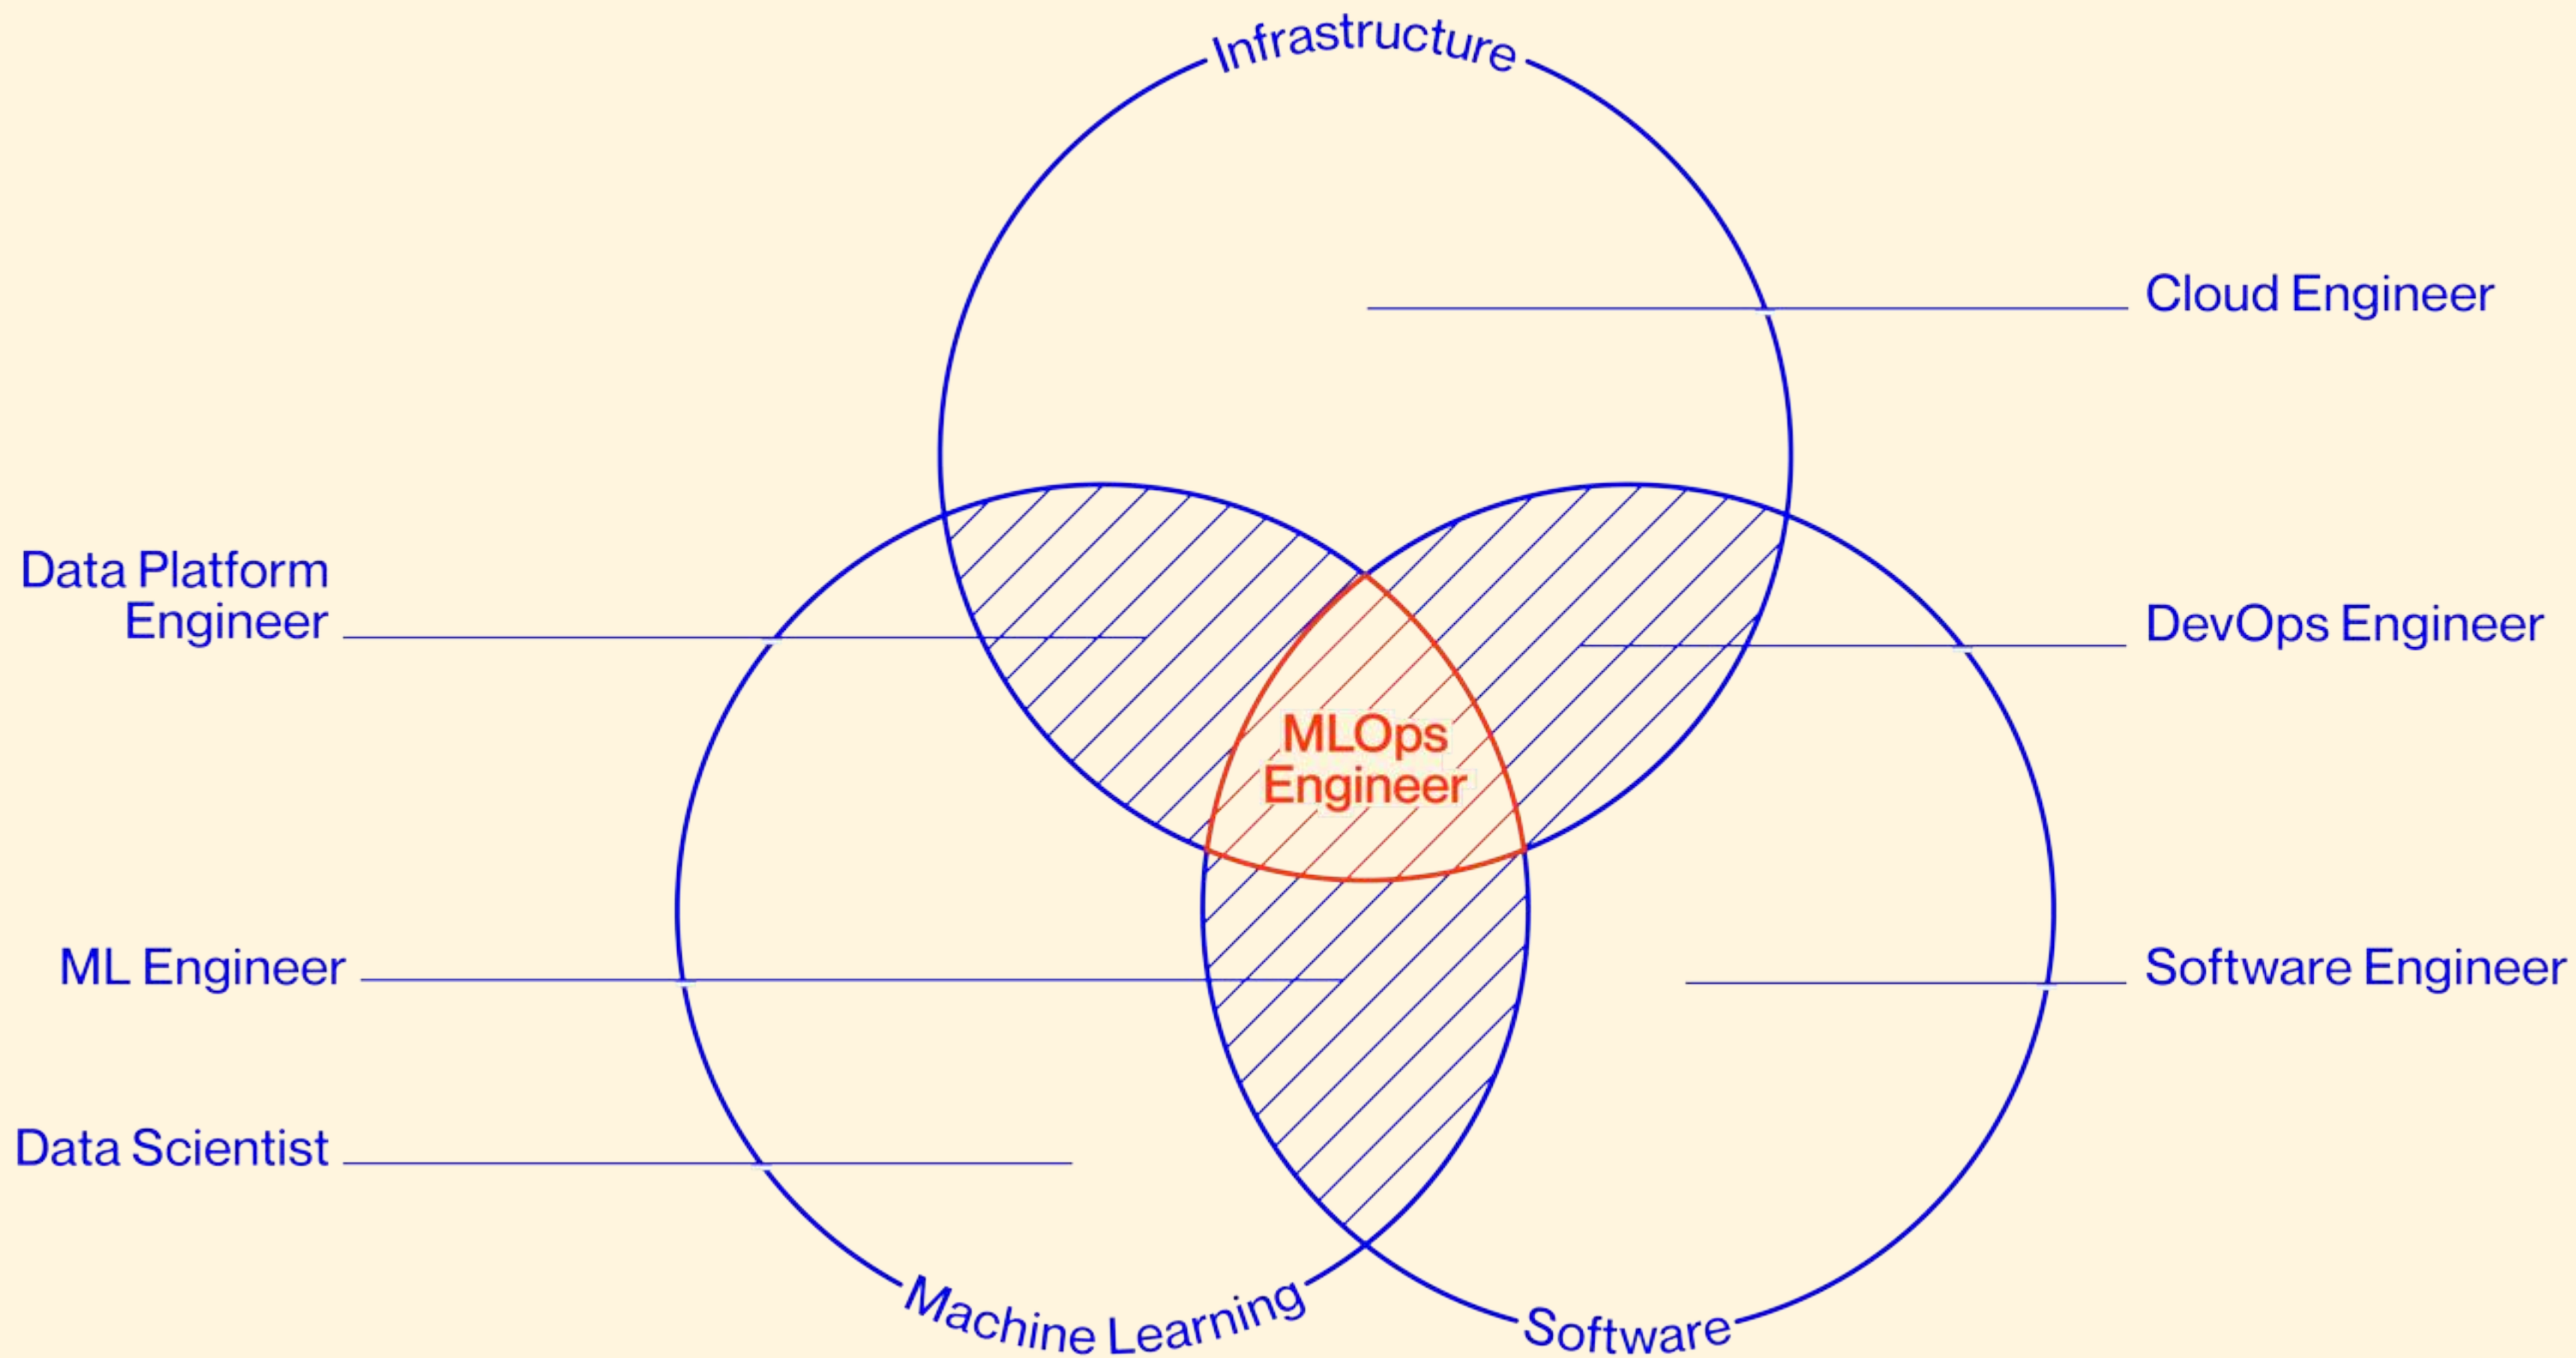 Infrastructure
Cloud Engineer
Data Platform
Engineer
DevOps Engineer
MLOps
Engineer
ML Engineer
Software Engineer
Data Scientist
Machine Learning
Software